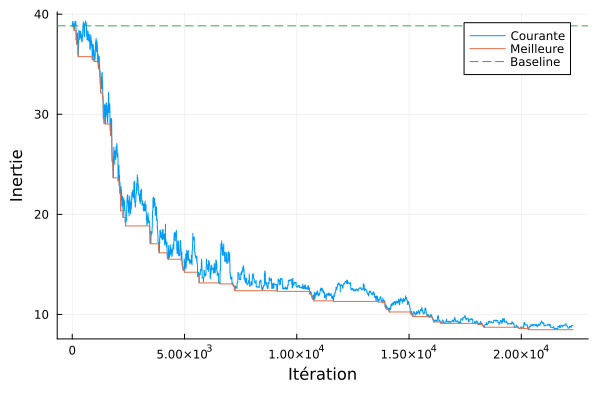 40
30
20
10
Inertie
0
5.00×10³
1.00×10⁴
1.50×10⁴
2.00×10⁴
Itération
Courante
Meilleure
Baseline